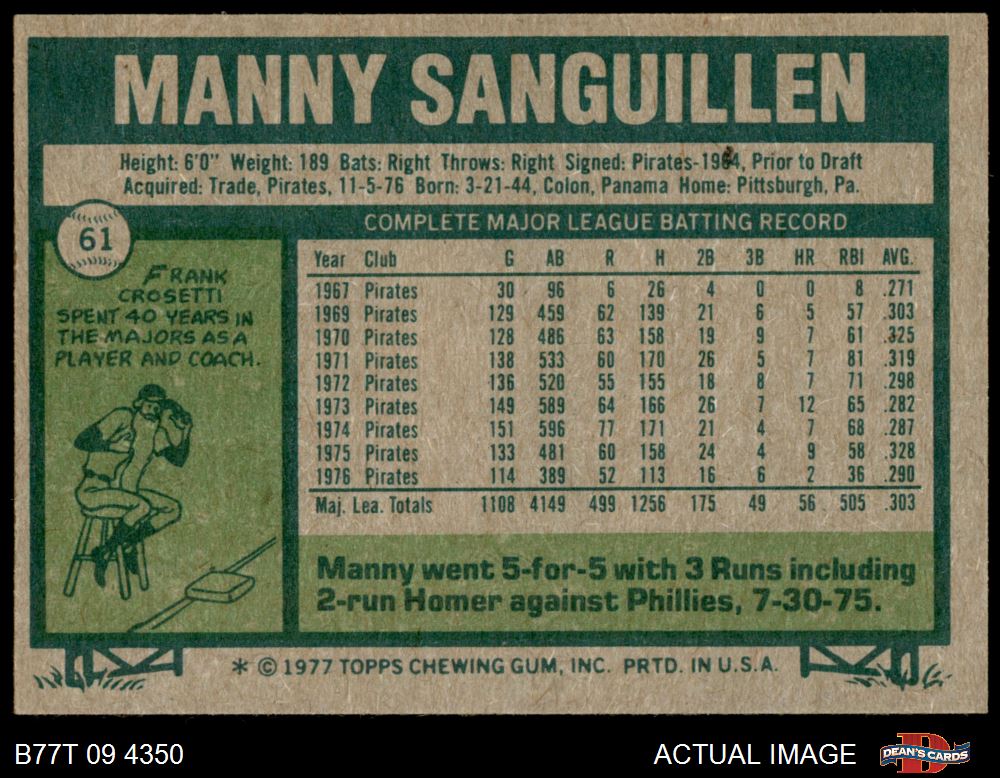 MANNY SANGUILLEN
Height: 6'0" Weight: 189 Bats: Right Throws: Right Signed: Pirates-1964, Prior to Draft
Acquired: Trade, Pirates, 11-5-76 Born: 3-21-44, Colon, Panama Home: Pittsburgh, Pa.
61
FRANK
CROSETTI
SPENT 40 YEARS IN
THE MAJORS AS A
PLAYER AND COACH.
COMPLETE MAJOR LEAGUE BATTING RECORD
Year Club G AB R H 2B 3B HR RBI AVG.
1967 Pirates 30 96 6 26 4 0 0 8 .271
1969 Pirates 129 459 62 139 21 6 5 57 .303
1970 Pirates 128 486 63 158 19 9 7 61 .325
1971 Pirates 138 533 60 170 26 5 7 81 .319
1972 Pirates 136 520 55 155 18 8 7 71 .298
1973 Pirates 149 589 64 166 26 7 12 65 .282
1974 Pirates 151 596 77 171 21 4 7 68 .287
1975 Pirates 133 481 60 158 24 4 9 58 .328
1976 Pirates 114 389 52 113 16 6 2 36 .290
Maj. Lea. Totals 1108 4149 499 1256 175 49 56 505 .303
Manny went 5-for-5 with 3 Runs including
2-run Homer against Phillies, 7-30-75.
* © 1977 TOPPS CHEWING GUM, INC. PRTD. IN U.S.A.
B77T 09 4350
ACTUAL IMAGE
DEAN'S CARDS